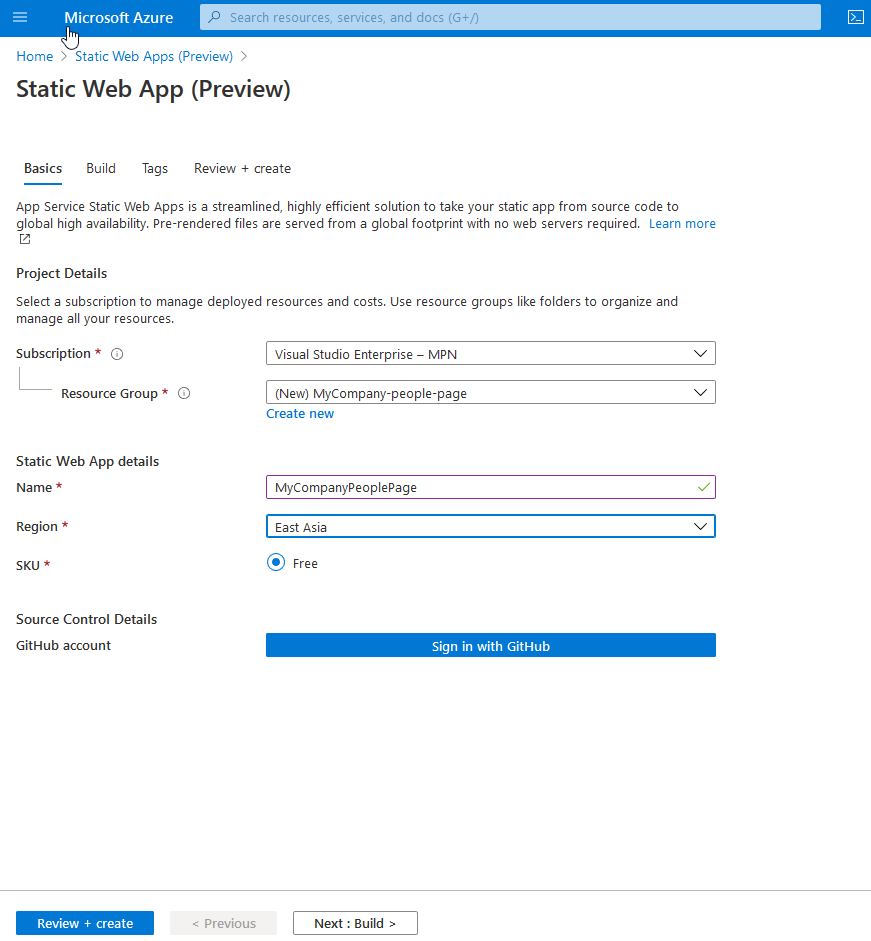 Microsoft Azure
Search resources, services, and docs (G+/)
Home > Static Web Apps (Preview) >
Static Web App (Preview)
Basics Build Tags Review + create
App Service Static Web Apps is a streamlined, highly efficient solution to take your static app from source code to
global high availability. Pre-rendered files are served from a global footprint with no web servers required. Learn more
Project Details
Select a subscription to manage deployed resources and costs. Use resource groups like folders to organize and
manage all your resources.
Subscription * Visual Studio Enterprise – MPN
Resource Group * (New) MyCompany-people-page
Create new
Static Web App details
Name * MyCompanyPeoplePage
Region * East Asia
SKU * Free
Source Control Details
GitHub account Sign in with GitHub
Review + create < Previous Next : Build >